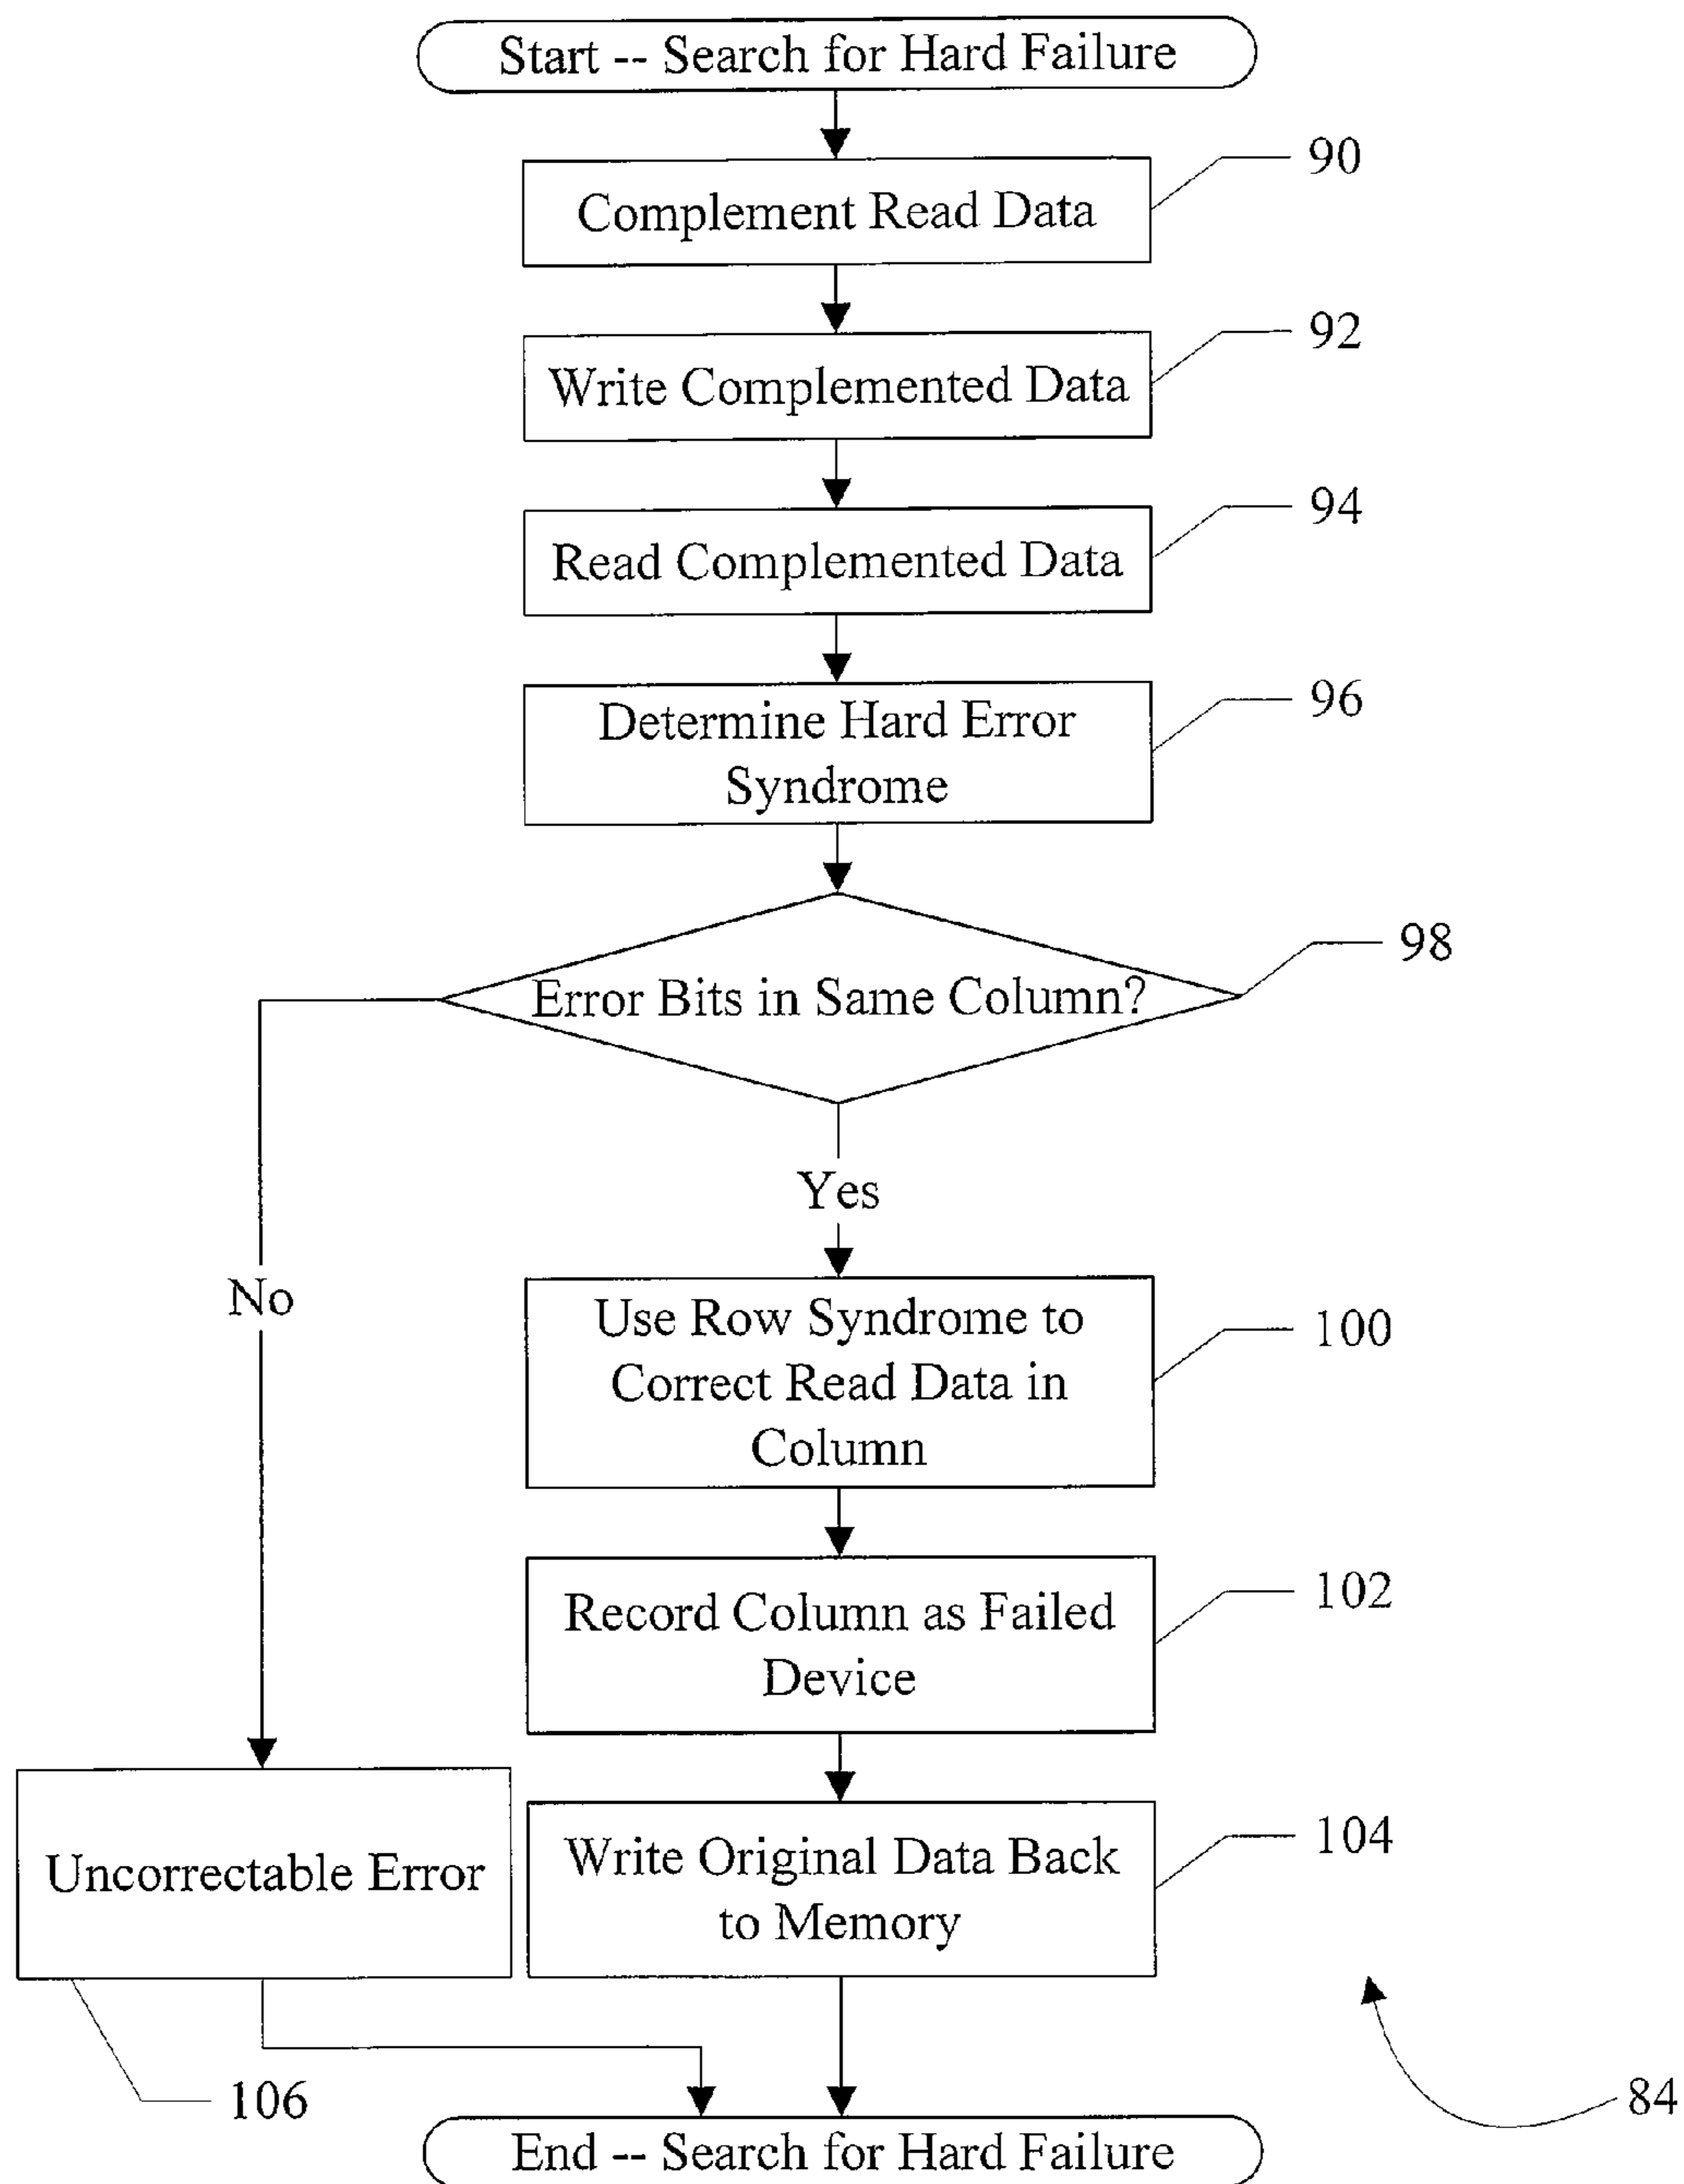 Start -- Search for Hard Failure
90
Complement Read Data
92
Write Complemented Data
94
Read Complemented Data
96
Determine Hard Error
Syndrome
98
Error Bits in Same Column?
Yes
No
Use Row Syndrome to
Correct Read Data in
Column
100
Record Column as Failed
Device
102
Write Original Data Back
to Memory
104
Uncorrectable Error
106
84
End -- Search for Hard Failure